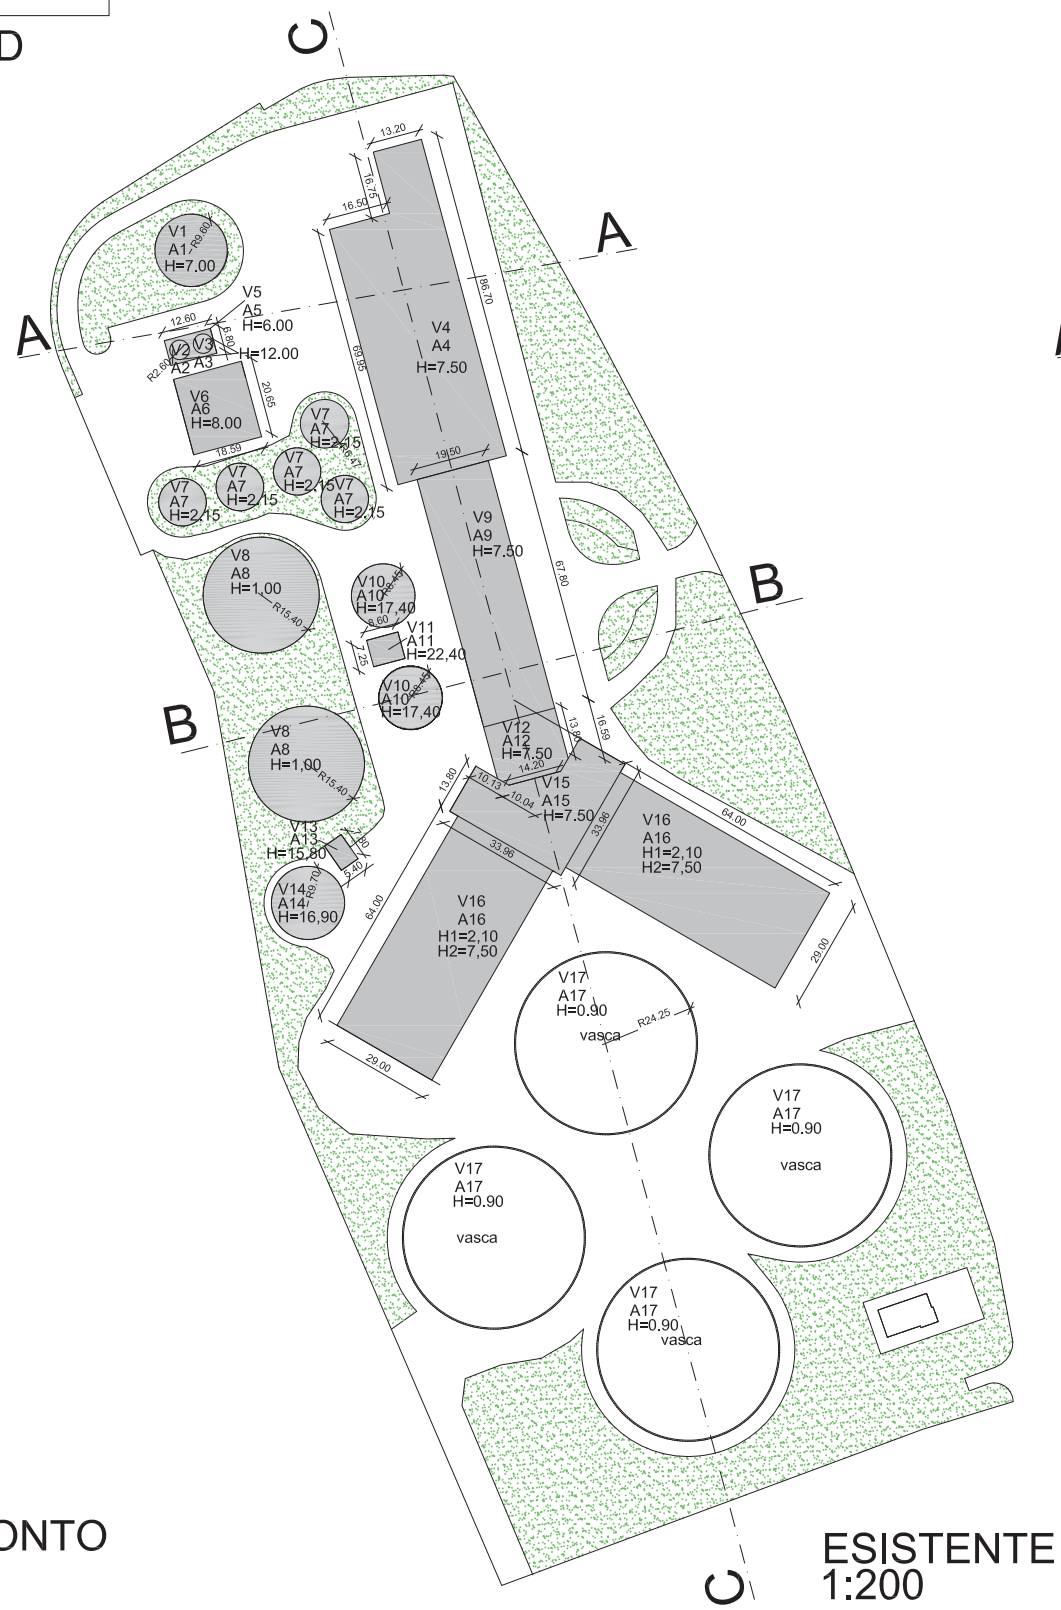 D
C
13.20
16.75
16.50
A
V1
A1
R9.60
H=7.00
86.70
V5
A5
H=6.00
12.60
6.80
A
V2
V3
H=12.00
A2
A3
R2.60
V4
A4
H=7.50
69.95
V6
A6
H=8.00
20.65
18.59
V7
A7
H=2.15
R6.47
V7
A7
H=2.15
V7
A7
H=2.15
V7
A7
H=2.15
V7
A7
H=2.15
19.50
V9
A9
H=7.50
67.80
V8
A8
H=1,00
R15.40
V10
A10
H=17,40
R8.45
8.60
7.25
V11
A11
H=22,40
B
V10
A10
H=17,40
R8.45
B
V8
A8
H=1,00
R15.40
V12
A12
H=7.50
13.80
16.59
14.20
13.80
10.13
10.04
V15
A15
H=7.50
33.96
33.96
64.00
V16
A16
H1=2,10
H2=7,50
V13
A13
H=15,80
7.80
5.40
V14
A14
H=16,90
R9.70
64.00
V16
A16
H1=2,10
H2=7,50
29.00
29.00
V17
A17
H=0.90
vasca
R24.25
V17
A17
H=0.90
vasca
V17
A17
H=0.90
vasca
V17
A17
H=0.90
vasca
ONTO
C
ESISTENTE
1:200